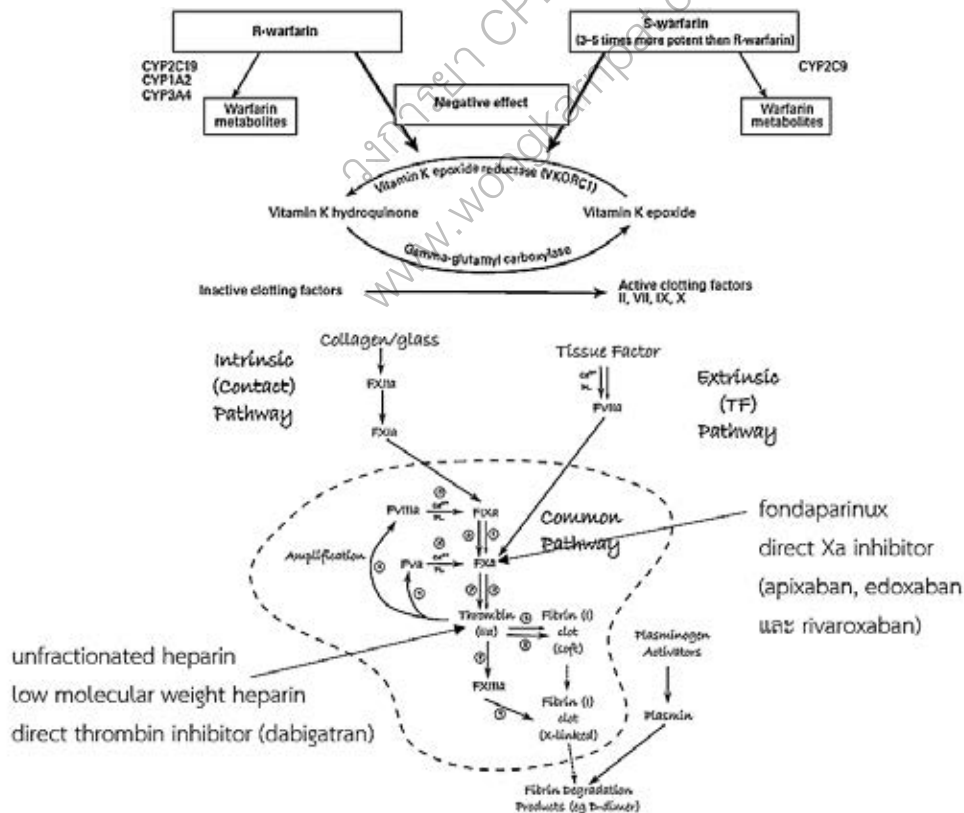 R-warfarin
S-warfarin
(3-5 times more potent then R-warfarin)
CYP2C19
CYP1A2
CYP3A4
CYP2C9
Warfarin
metabolites
Negative effect
Warfarin
metabolites
Vitamin K epoxide reductase (VKORC1)
Vitamin K hydroquinone
Vitamin K epoxide
Gamma-glutamyl carboxylase
Inactive clotting factors
Active clotting factors
II, VII, IX, X
Collagen/glass
Tissue Factor
Intrinsic
(Contact)
Pathway
Extrinsic
(TF)
Pathway
FXIIa
FVIIa
FXIa
FVIIIa
FIXa
Common
Pathway
Amplification
FVa
FXa
fondaparinux
direct Xa inhibitor
(apixaban, edoxaban
และ rivaroxaban)
Thrombin
(IIa)
Fibrin (I)
clot
(soft)
Plasminogen
Activators
unfractionated heparin
low molecular weight heparin
direct thrombin inhibitor (dabigatran)
FXIIIa
Fibrin (I)
clot
(X-linked)
Plasmin
Fibrin Degradation
Products (eg D-dimer)